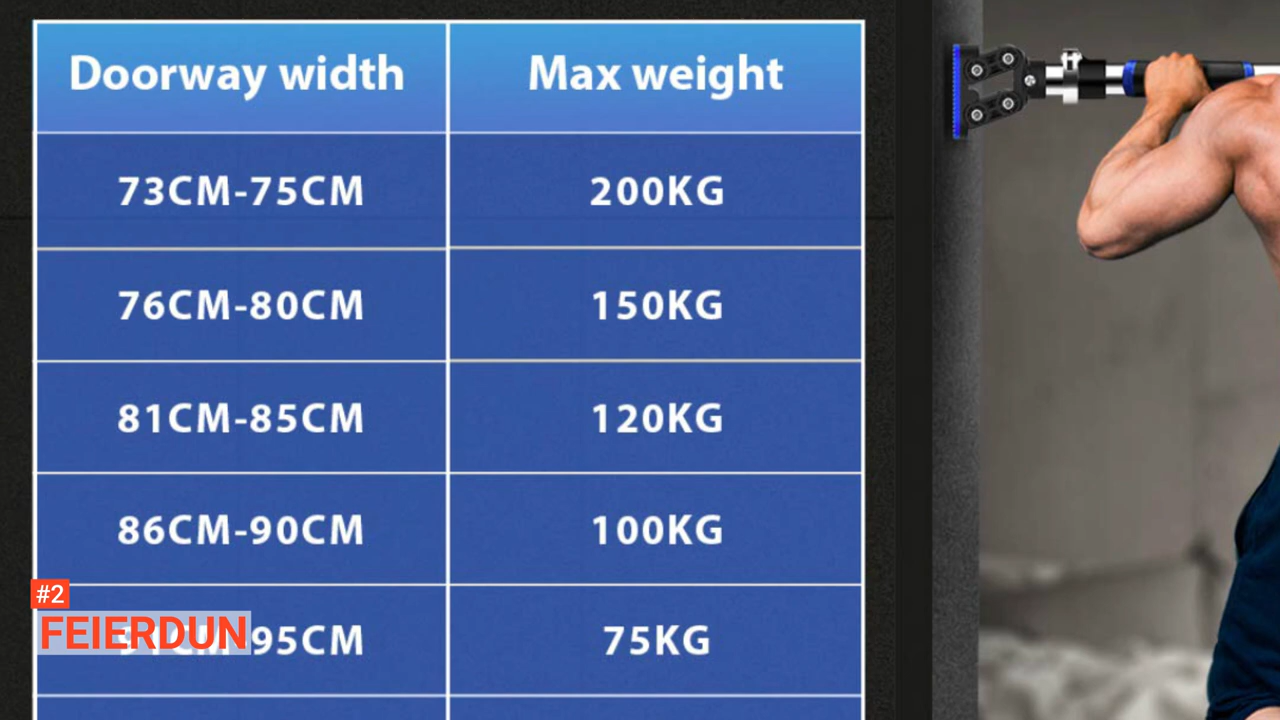 Doorway width Max weight
73CM-75CM 200KG
76CM-80CM 150KG
81CM-85CM 120KG
86CM-90CM 100KG
95CM 75KG
#2
FEIERDUN